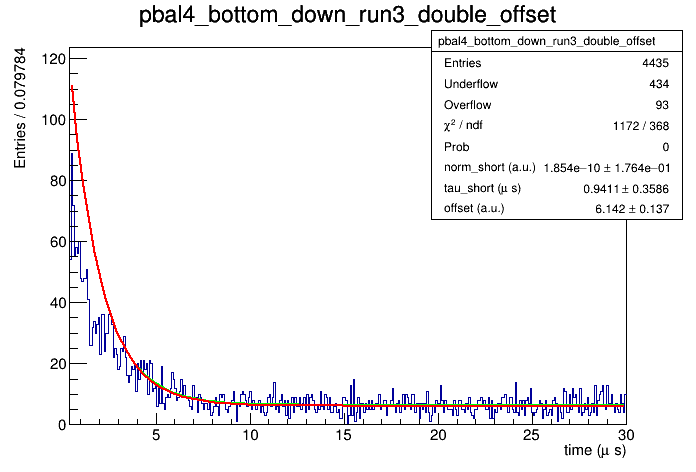 pbal4_bottom_down_run3_double_offset
pbal4_bottom_down_run3_double_offset
Entries 4435
Underflow 434
Overflow 93
χ² / ndf 1172 / 368
Prob 0
norm_short (a.u.) 1.854e−10 ± 1.764e−01
tau_short (μ s) 0.9411 ± 0.3586
offset (a.u.) 6.142 ± 0.137
Entries / 0.079784
120
100
80
60
40
20
0
5 10 15 20 25 30
time (μ s)